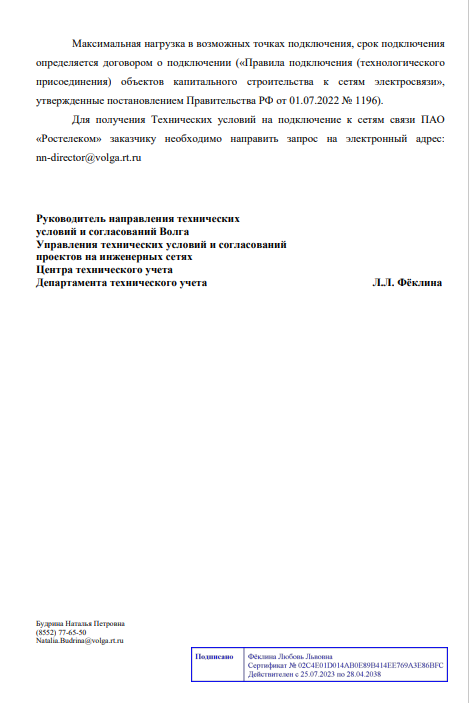 Максимальная нагрузка в возможных точках подключения, срок подключения
определяется договором о подключении («Правила подключения (технологического
присоединения) объектов капитального строительства к сетям электросвязи»,
утвержденные постановлением Правительства РФ от 01.07.2022 № 1196).
Для получения Технических условий на подключение к сетям связи ПАО
«Ростелеком» заказчику необходимо направить запрос на электронный адрес:
nn-director@volga.rt.ru
Руководитель направления технических
условий и согласований Волга
Управления технических условий и согласований
проектов на инженерных сетях
Центра технического учета
Департамента технического учета Л.Л. Фёклина
Будрина Наталья Петровна
(8552) 77-65-50
Natalia.Budrina@volga.rt.ru
Подписано Фёклина Любовь Львовна
Сертификат № 02C4E01D014AB0E89B414EE769A3E86BFC
Действителен с 25.07.2023 по 28.04.2038